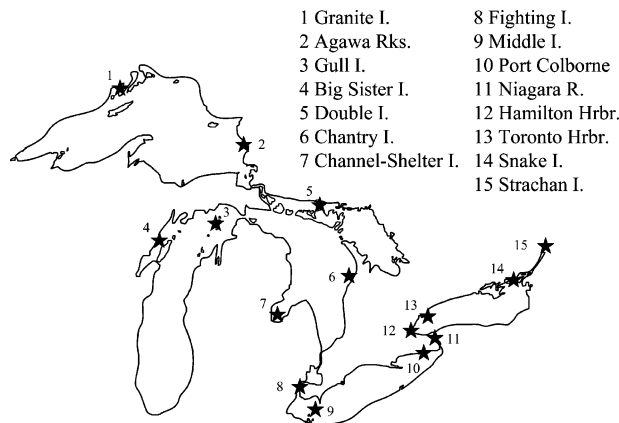 1 Granite I.
2 Agawa Rks.
3 Gull I.
4 Big Sister I.
5 Double I.
6 Chantry I.
7 Channel-Shelter I.
8 Fighting I.
9 Middle I.
10 Port Colborne
11 Niagara R.
12 Hamilton Hrbr.
13 Toronto Hrbr.
14 Snake I.
15 Strachan I.
1
2
5
3
4
15
6
14
7
13
12
11
10
8
9